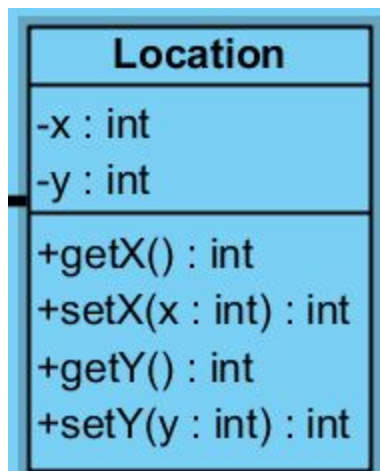 Location
-x : int
-y : int
+getX() : int
+setX(x : int) : int
+getY() : int
+setY(y : int) : int